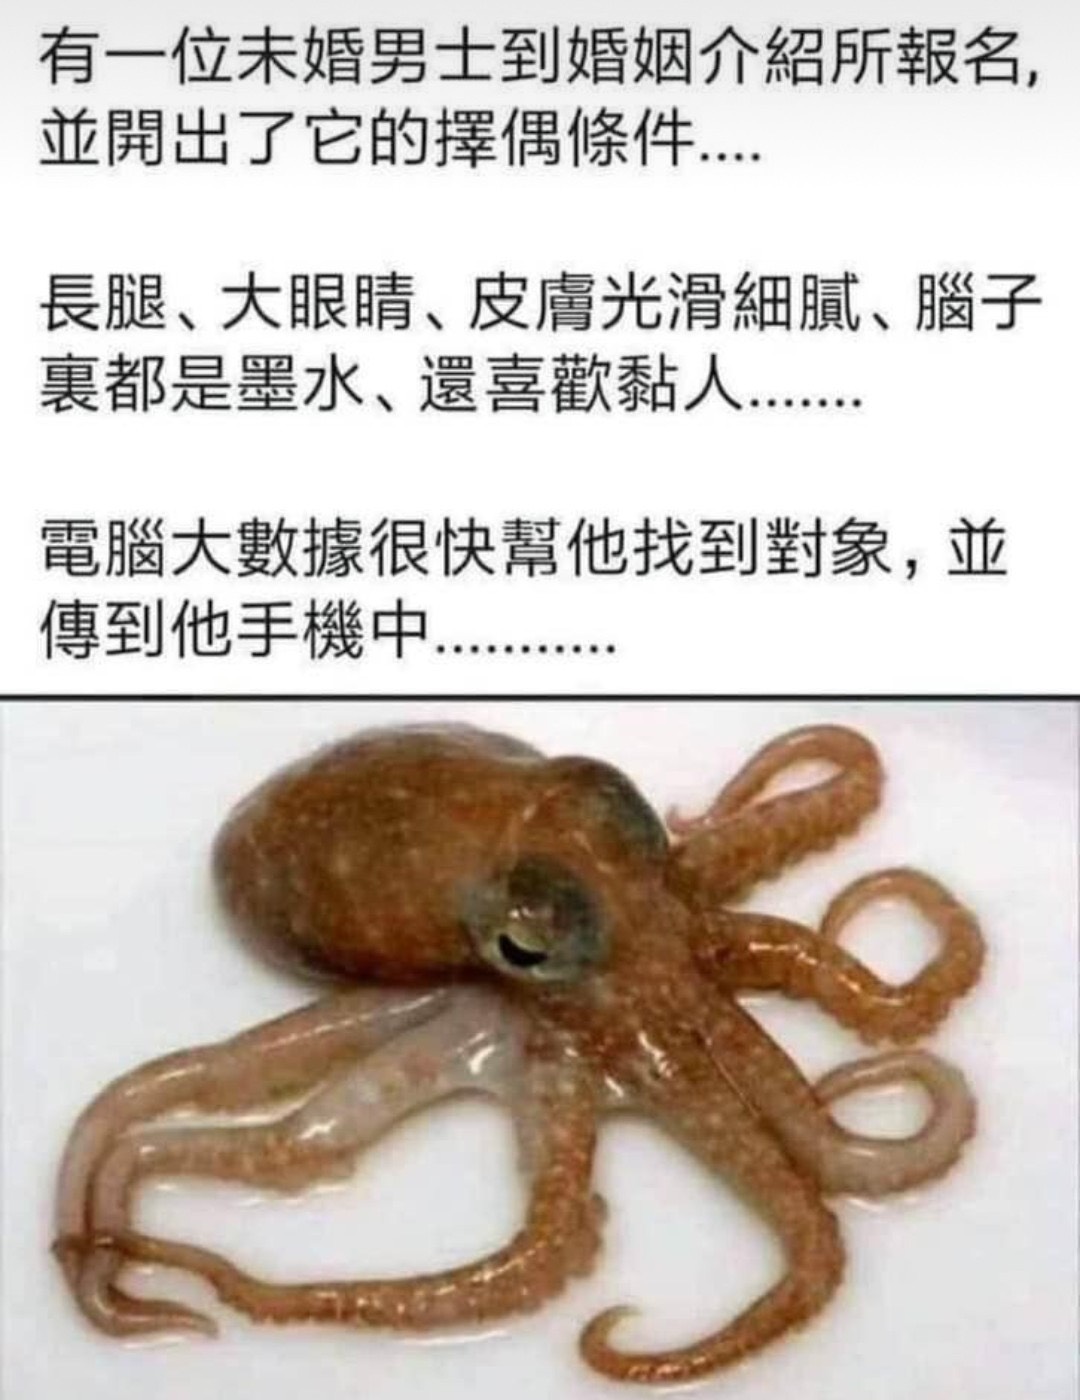 有一位未婚男士到婚姻介紹所報名,
並開出了它的擇偶條件....
長腿、大眼睛、皮膚光滑細膩、腦子
裏都是墨水、還喜歡黏人.......
電腦大數據很快幫他找到對象，並
傳到他手機中...........